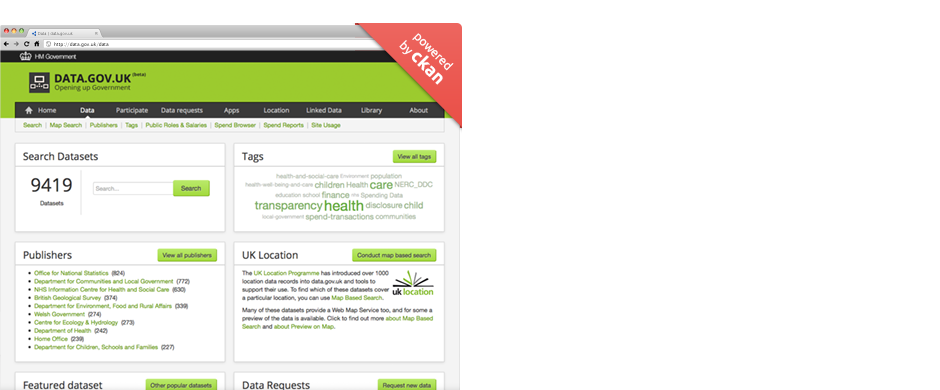 Data | data.gov.uk
http://data.gov.uk/data
powered
by ckan
HM Government
DATA.GOV.UK (beta)
Opening up Government
Home Data Participate Data requests Apps Location Linked Data Library About
Search | Map Search | Publishers | Tags | Public Roles & Salaries | Spend Browser | Spend Reports | Site Usage
Search Datasets
9419
Datasets
Search...
Search
Tags
View all tags
health-and-social-care Environment population
health-well-being-and-care children Health care NERC_DDC
education school finance Spending Data
transparency health disclosure child
local-government spend-transactions communities
Publishers
View all publishers
Office for National Statistics (824)
Department for Communities and Local Government (772)
NHS Information Centre for Health and Social Care (630)
British Geological Survey (374)
Department for Environment, Food and Rural Affairs (339)
Welsh Government (274)
Centre for Ecology & Hydrology (273)
Department of Health (242)
Home Office (239)
Department for Children, Schools and Families (227)
UK Location
Conduct map based search
The UK Location Programme has introduced over 1000
location data records into data.gov.uk and tools to
support their use. To find which of these datasets cover
a particular location, you can use Map Based Search.
uk location
Many of these datasets provide a Web Map Service too, and for some a
preview of the data is available. Click to find out more about Map Based
Search and about Preview on Map.
Featured dataset
Other popular datasets
Data Requests
Request new data